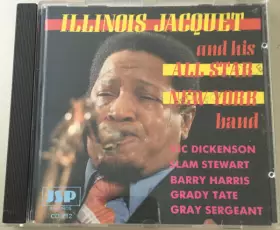 ILLINOIS JACQUET
and his
ALL STAR
NEW YORK
band
VIC DICKENSON
SLAM STEWART
BARRY HARRIS
GRADY TATE
GRAY SERGEANT
JSP